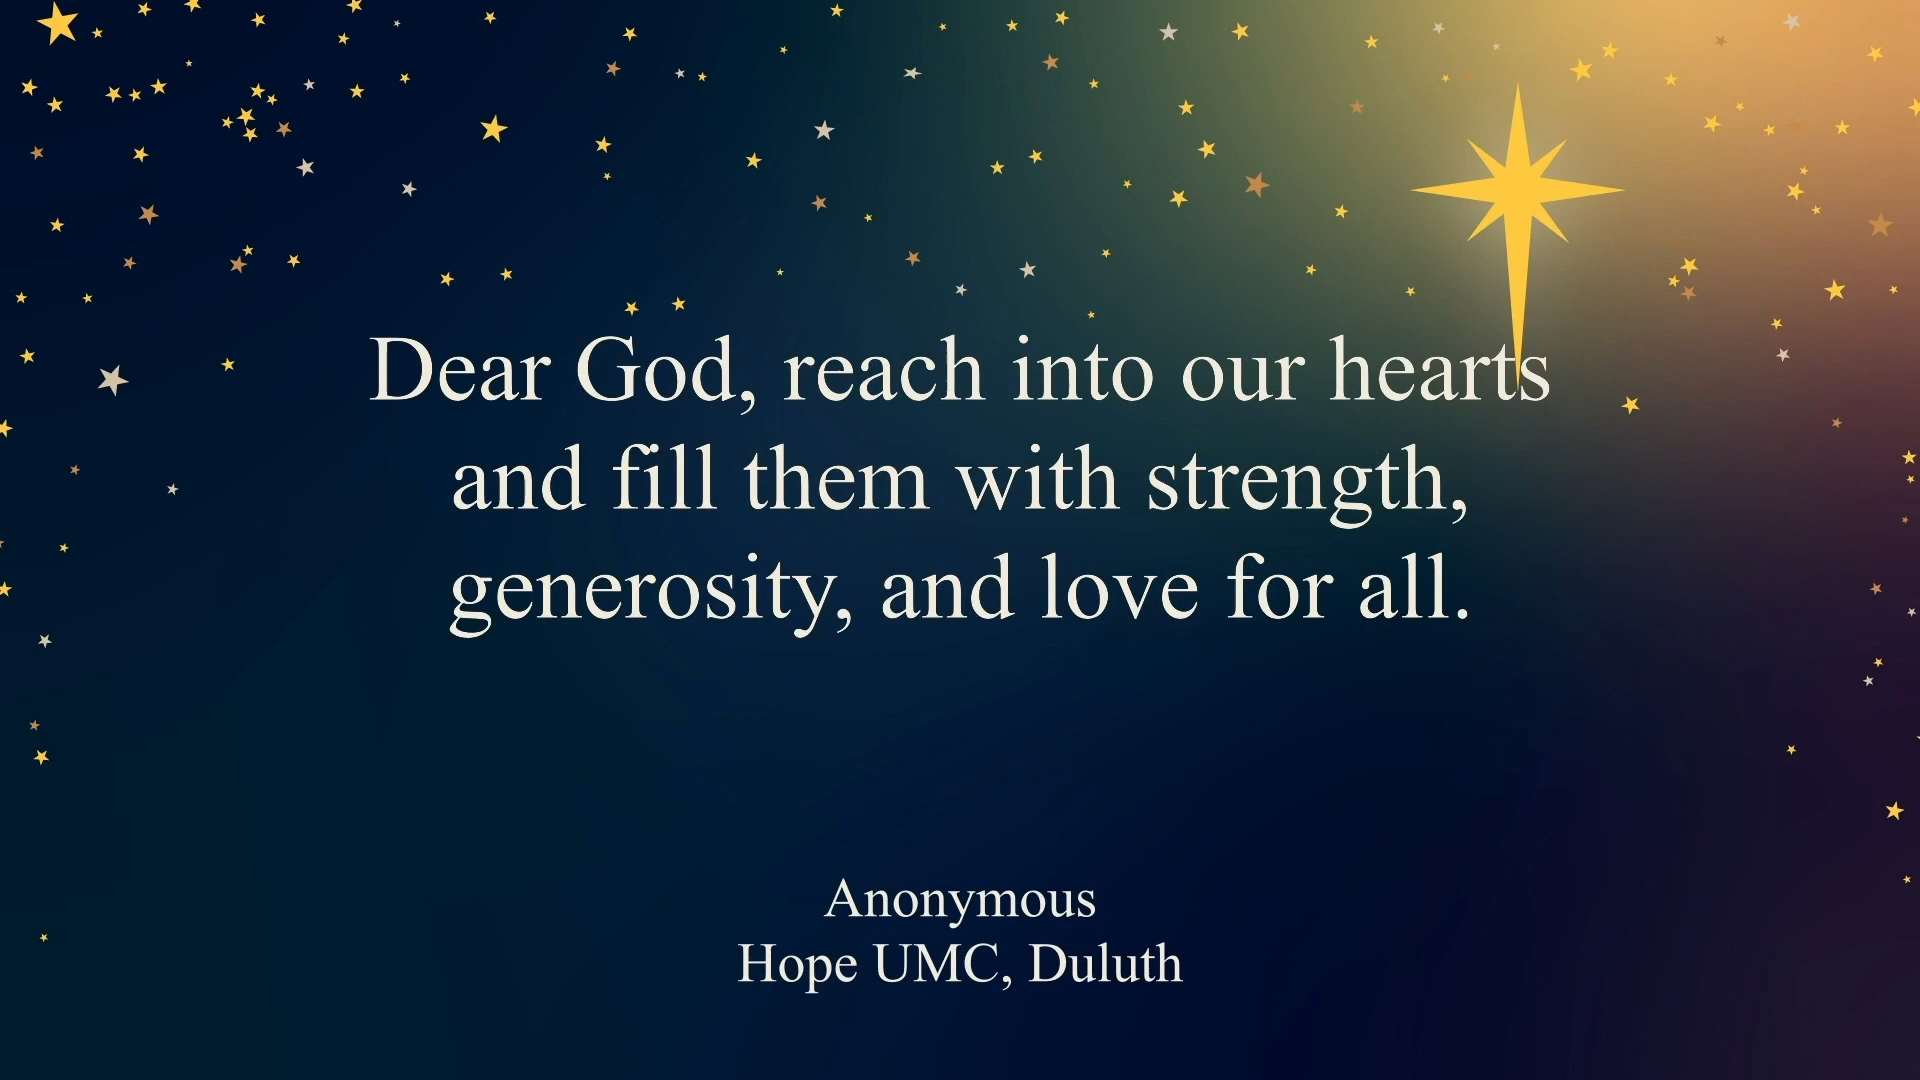 Dear God, reach into our hearts
and fill them with strength,
generosity, and love for all.
Anonymous
Hope UMC, Duluth